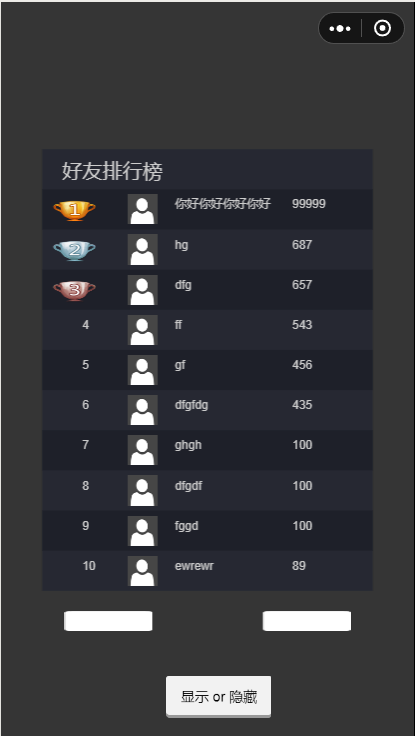 好友排行榜
1 你好你好你好你好 99999
2 hg 687
3 dfg 657
4 ff 543
5 gf 456
6 dfgfdg 435
7 ghgh 100
8 dfgdf 100
9 fggd 100
10 ewrewr 89
显示 or 隐藏